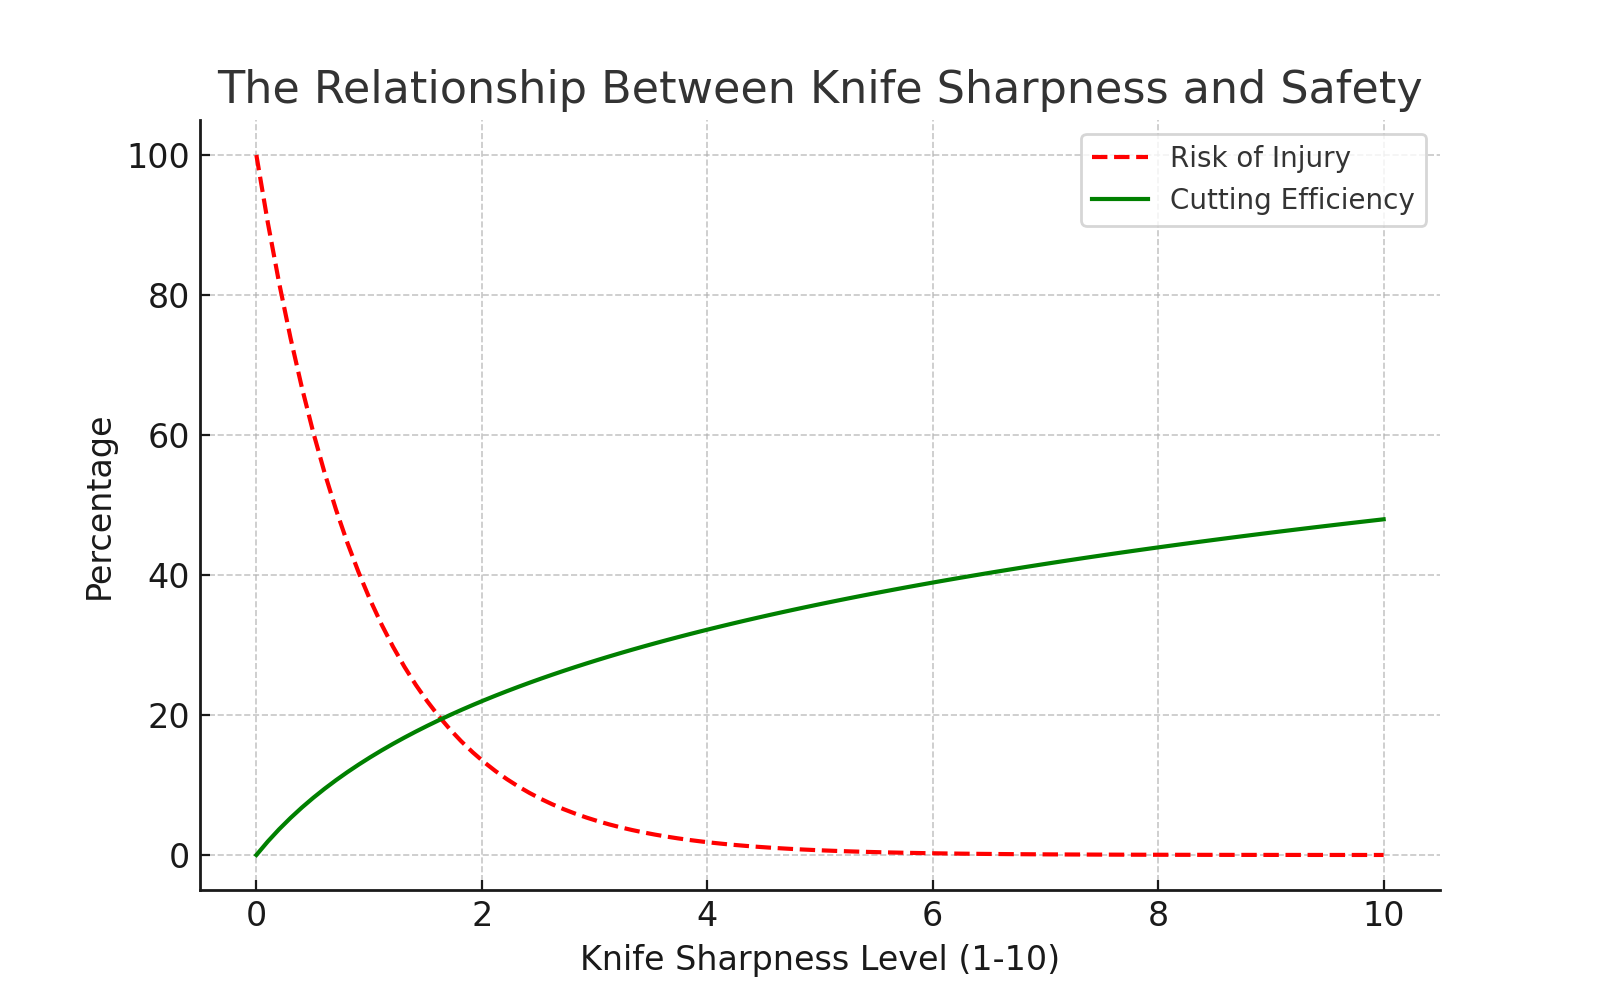 The Relationship Between Knife Sharpness and Safety
Risk of Injury
Cutting Efficiency
100
80
60
40
20
0
Percentage
0 2 4 6 8 10
Knife Sharpness Level (1-10)